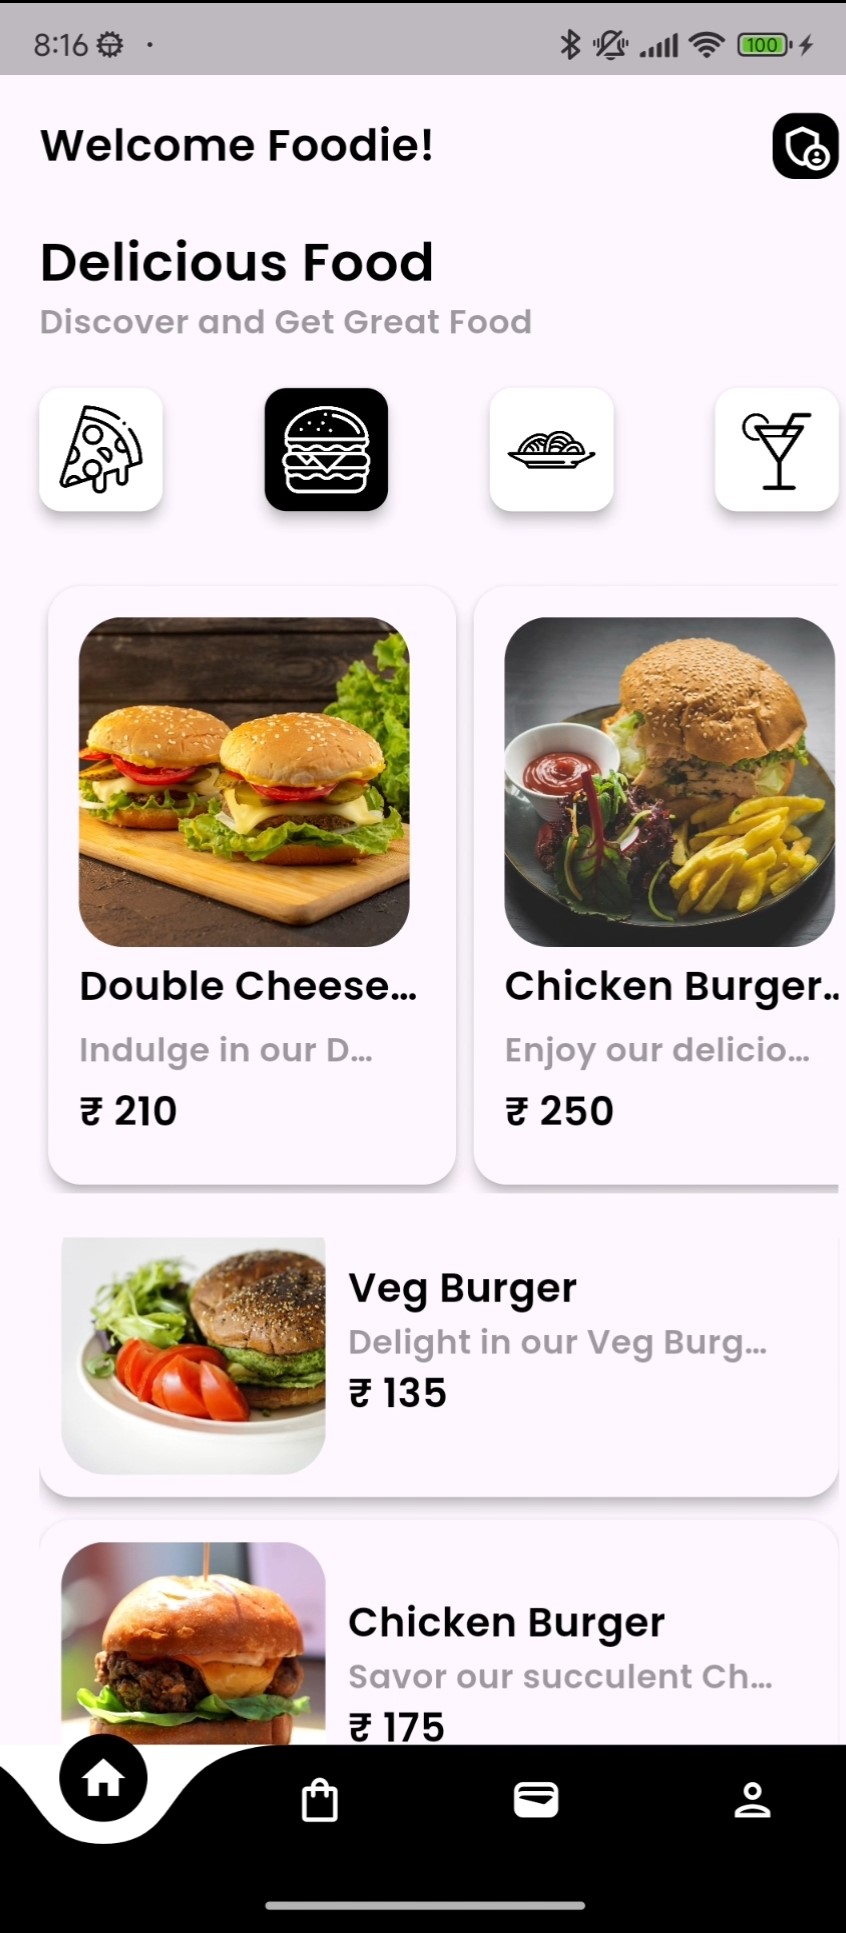 8:16
100
Welcome Foodie!
Delicious Food
Discover and Get Great Food
Double Cheese...
Indulge in our D...
₹ 210
Chicken Burger...
Enjoy our delicio...
₹ 250
Veg Burger
Delight in our Veg Burg...
₹ 135
Chicken Burger
Savor our succulent Ch...
₹ 175